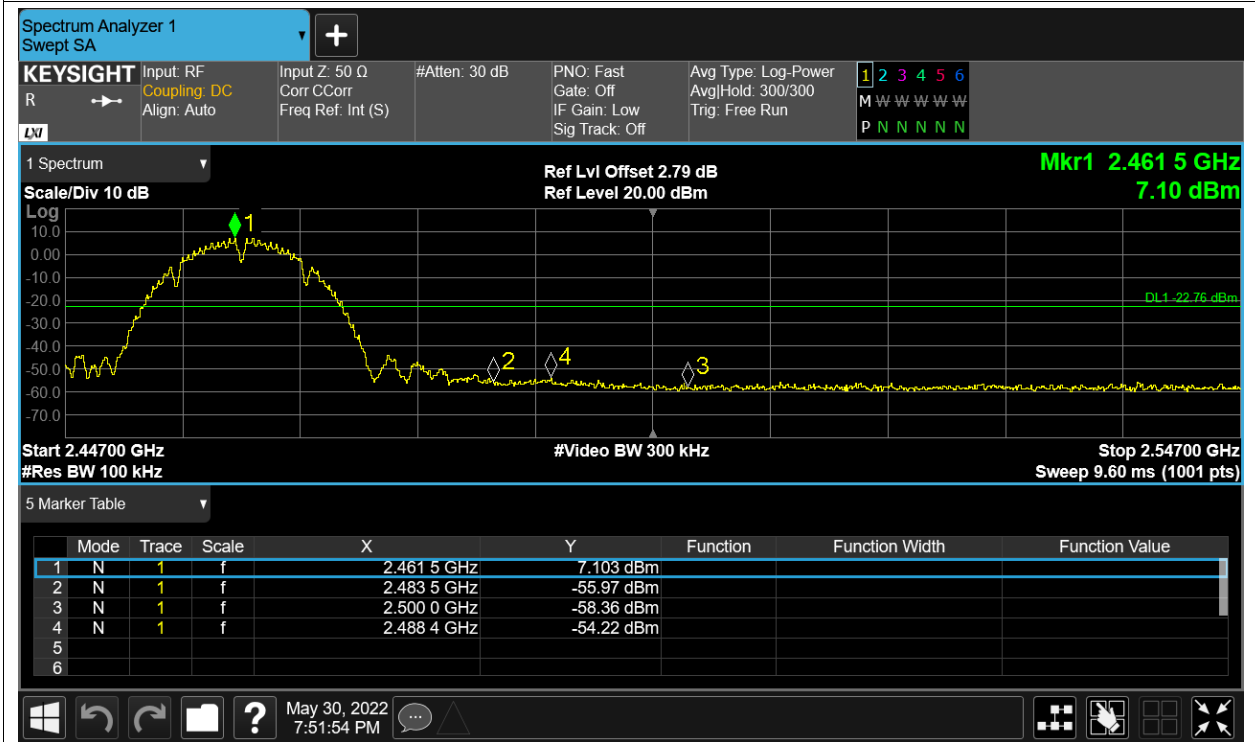 Spectrum Analyzer 1
Swept SA
+
KEYSIGHT Input: RF Input Z: 50 Ω #Atten: 30 dB PNO: Fast Avg Type: Log-Power 1 2 3 4 5 6
R Coupling: DC Corr CCorr Gate: Off Avg|Hold: 300/300 M W W W W W
Align: Auto Freq Ref: Int (S) IF Gain: Low Trig: Free Run
LXI Sig Track: Off P N N N N N
1 Spectrum Ref Lvl Offset 2.79 dB Mkr1 2.461 5 GHz
Scale/Div 10 dB Ref Level 20.00 dBm 7.10 dBm
Log
1
10.0
0.00
-10.0
-20.0
DL1 -22.76 dBm
-30.0
-40.0
2 4 3
-50.0
-60.0
-70.0
Start 2.44700 GHz #Video BW 300 kHz Stop 2.54700 GHz
#Res BW 100 kHz Sweep 9.60 ms (1001 pts)
5 Marker Table
Mode Trace Scale X Y Function Function Width Function Value
1 N 1 f 2.461 5 GHz 7.103 dBm
2 N 1 f 2.483 5 GHz -55.97 dBm
3 N 1 f 2.500 0 GHz -58.36 dBm
4 N 1 f 2.488 4 GHz -54.22 dBm
5
6
? May 30, 2022
7:51:54 PM